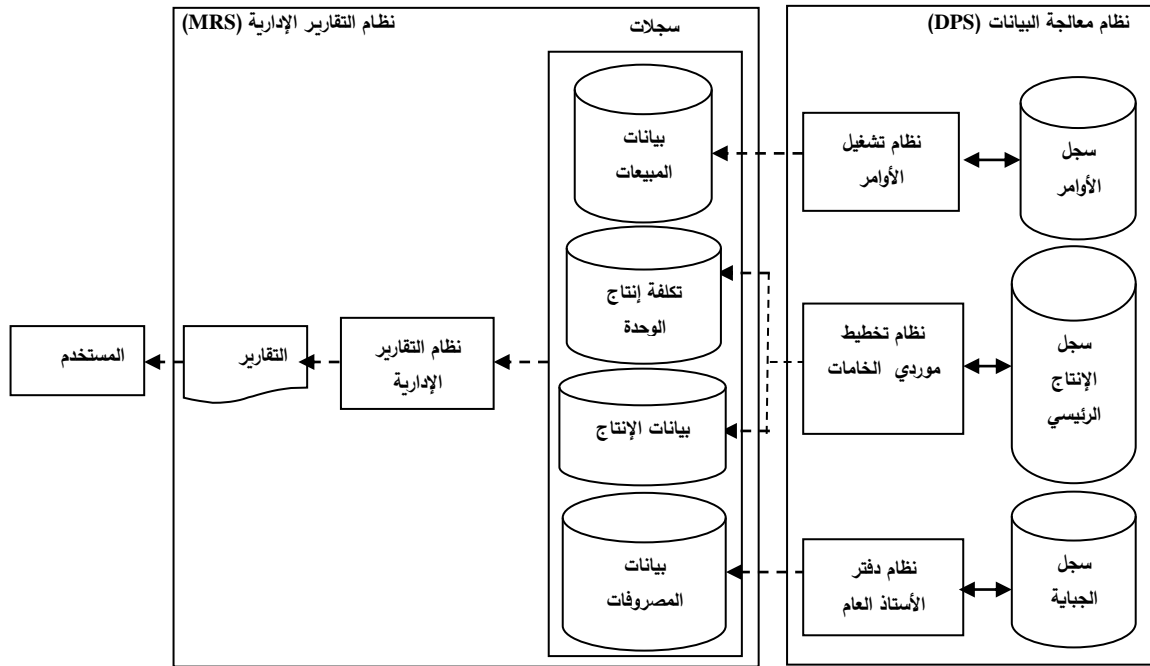 نظام معالجة البيانات (DPS)
نظام التقارير الإدارية (MRS)
سجلات
سجل
الأوامر
نظام تشغيل
الأوامر
بيانات
المبيعات
سجل
الإنتاج
الرئيسي
نظام تخطيط
موردي الخامات
تكلفة إنتاج
الوحدة
بيانات الإنتاج
نظام التقارير
الإدارية
التقارير
المستخدم
سجل
الجباية
نظام دفتر
الأستاذ العام
بيانات
المصروفات